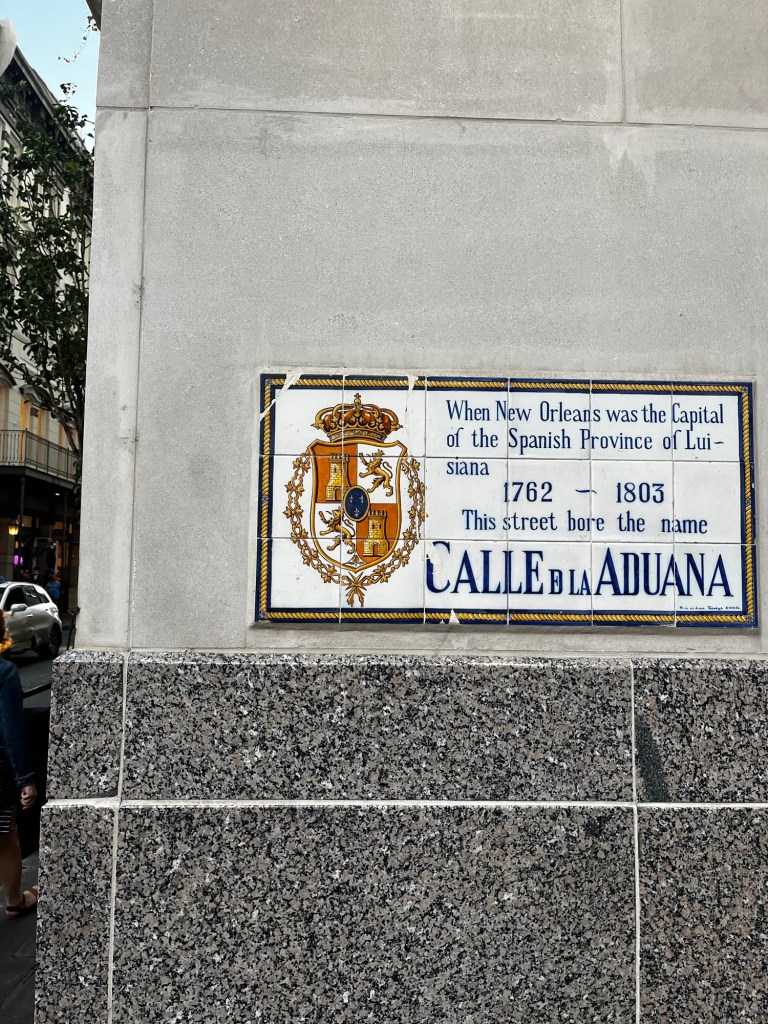 When New Orleans was the Capital
of the Spanish Province of Lui-
siana
1762 ~ 1803
This street bore the name
CALLE D LA ADUANA